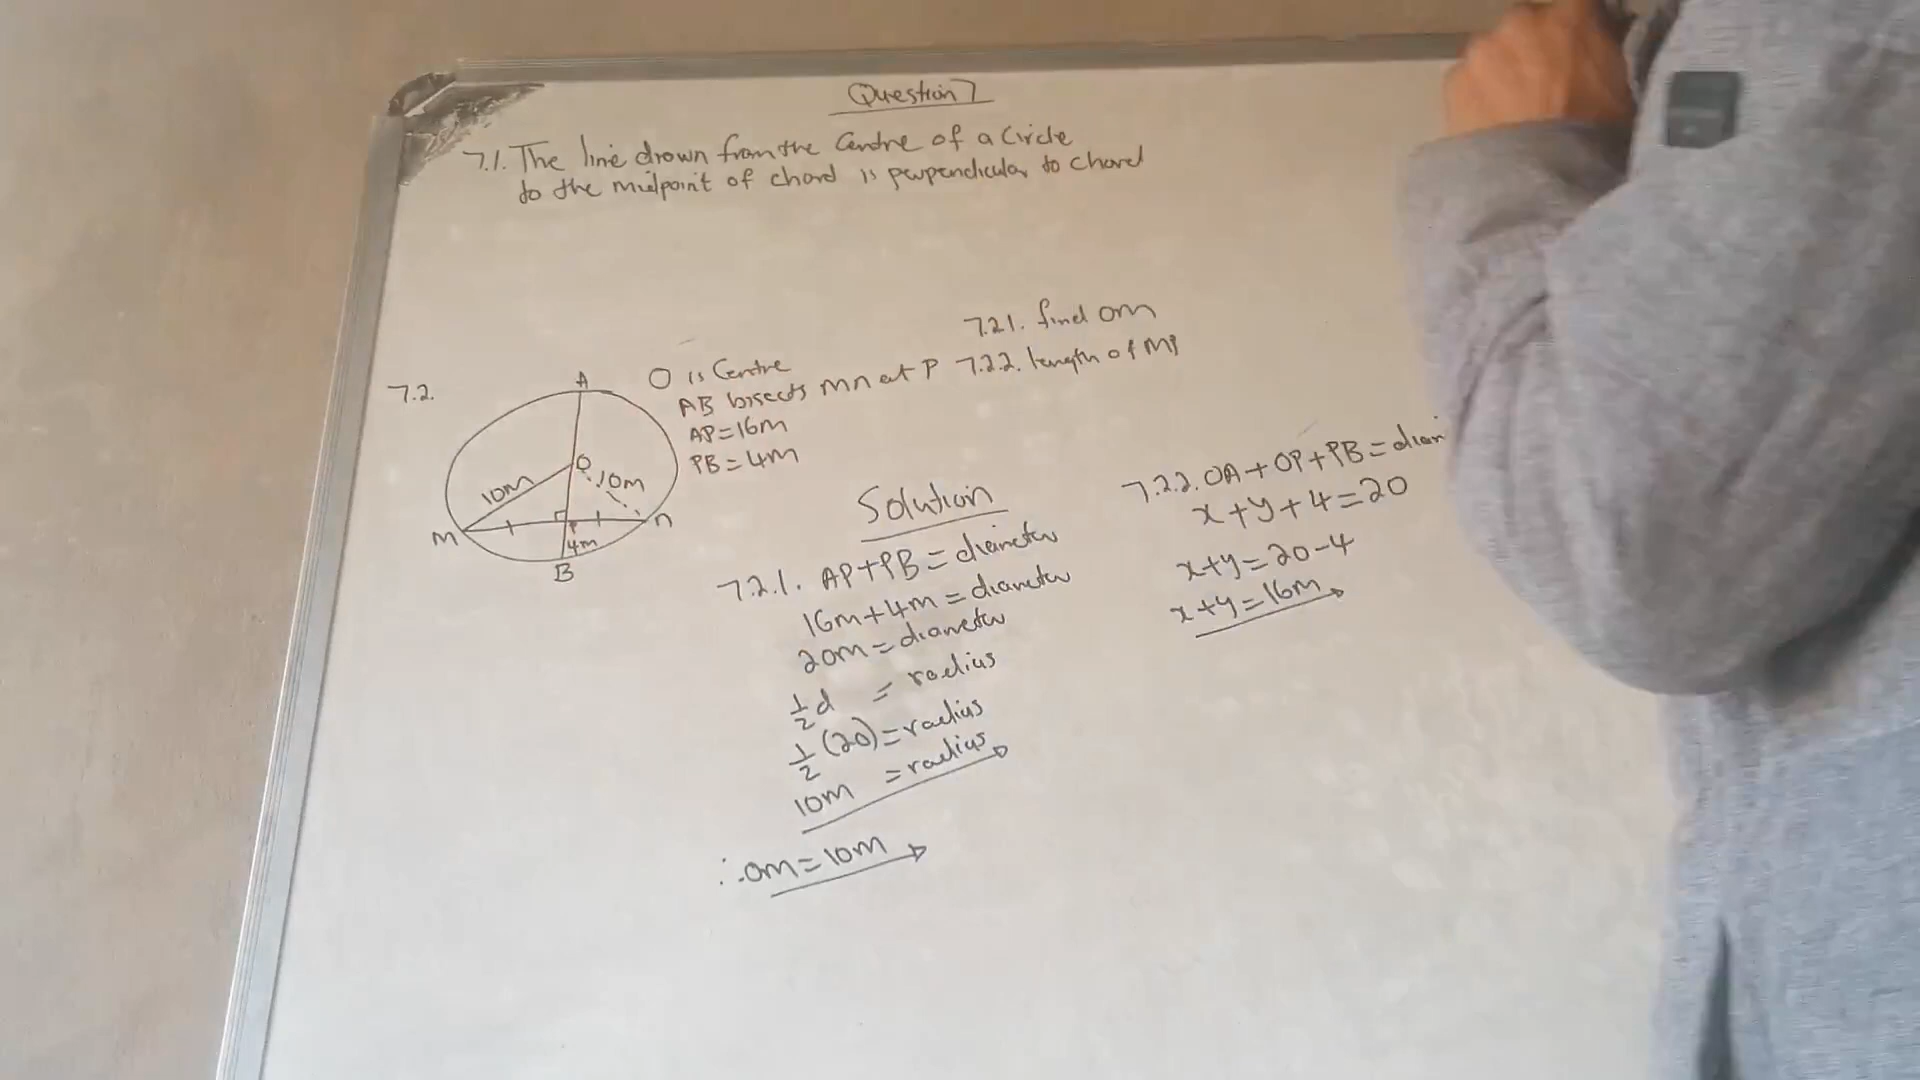 Question 7
7.1. The line drown from the Centre of a Circle
to the midpoint of chord is perpendicular to chord
7.2.1. find om
7.2.2. length of MP
7.2.
O is Centre
AB bisects mn at P
AP=16m
PB=4m
A
O
10m
10m
M
P
n
4m
B
Solution
7.2.1. AP+PB=diameter
16m+4m=diameter
20m=diameter
1/2 d = radius
1/2 (20)=radius
10m = radius
∴ om=10m
7.2.2. OA+OP+PB=diam
x+y+4=20
x+y=20-4
x+y=16m